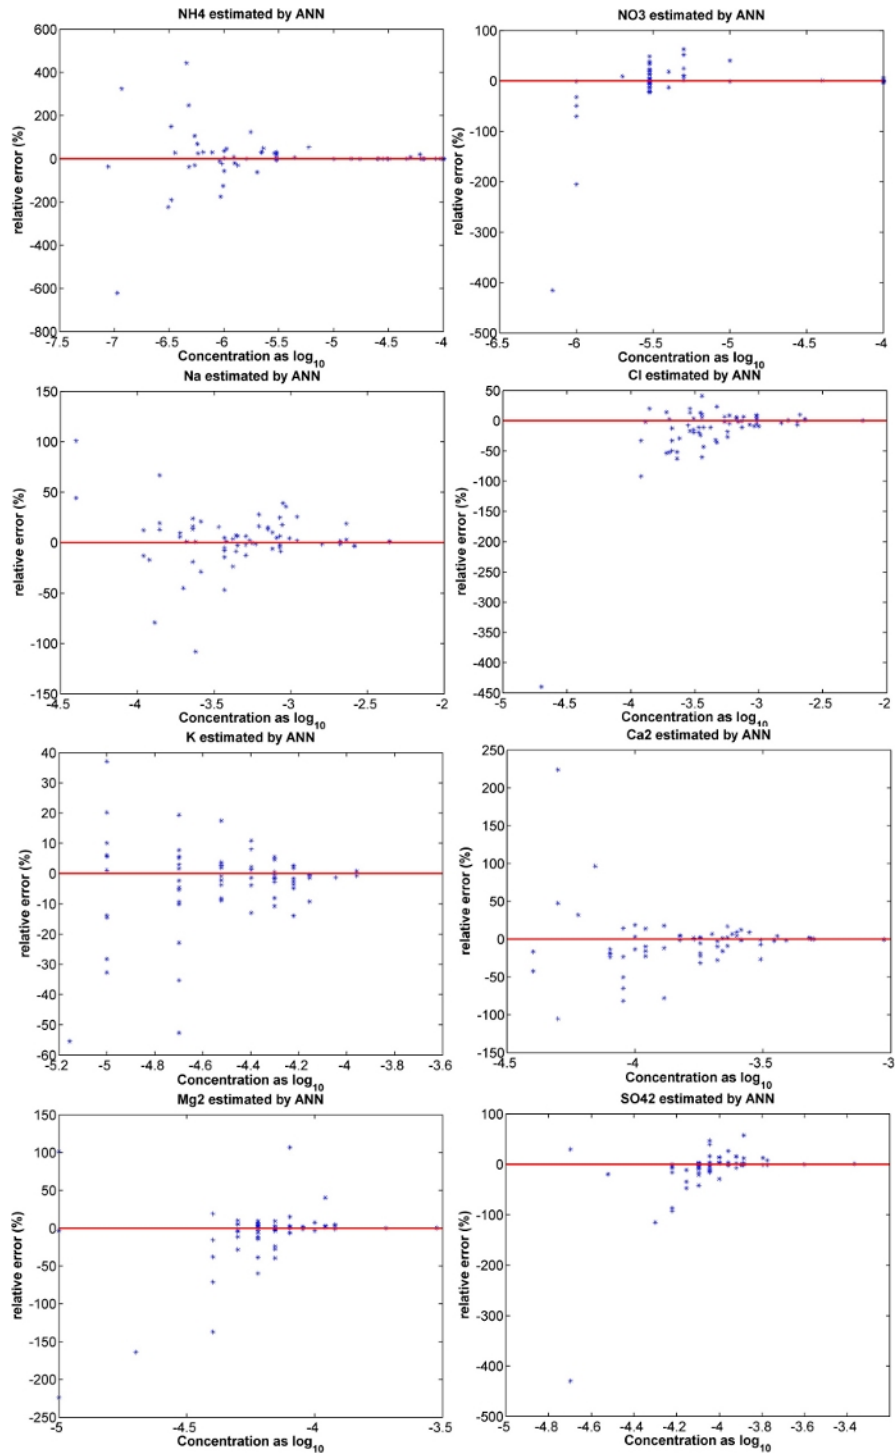 NH4 estimated by ANN
600
400
200
0
-200
-400
-600
-800
relative error (%)
-7.5 -7 -6.5 -6 -5.5 -5 -4.5 -4
Concentration as log10
NO3 estimated by ANN
100
0
-100
-200
-300
-400
-500
relative error (%)
-6.5 -6 -5.5 -5 -4.5 -4
Concentration as log10
Na estimated by ANN
150
100
50
0
-50
-100
-150
relative error (%)
-4.5 -4 -3.5 -3 -2.5 -2
Concentration as log10
Cl estimated by ANN
50
0
-50
-100
-150
-200
-250
-300
-350
-400
-450
relative error (%)
-5 -4.5 -4 -3.5 -3 -2.5 -2
Concentration as log10
K estimated by ANN
40
30
20
10
0
-10
-20
-30
-40
-50
-60
relative error (%)
-5.2 -5 -4.8 -4.6 -4.4 -4.2 -4 -3.8 -3.6
Concentration as log10
Ca2 estimated by ANN
250
200
150
100
50
0
-50
-100
-150
relative error (%)
-4.5 -4 -3.5 -3
Concentration as log10
Mg2 estimated by ANN
150
100
50
0
-50
-100
-150
-200
-250
relative error (%)
-5 -4.5 -4 -3.5
Concentration as log10
SO42 estimated by ANN
100
0
-100
-200
-300
-400
-500
relative error (%)
-5 -4.8 -4.6 -4.4 -4.2 -4 -3.8 -3.6 -3.4 -3.2
Concentration as log10